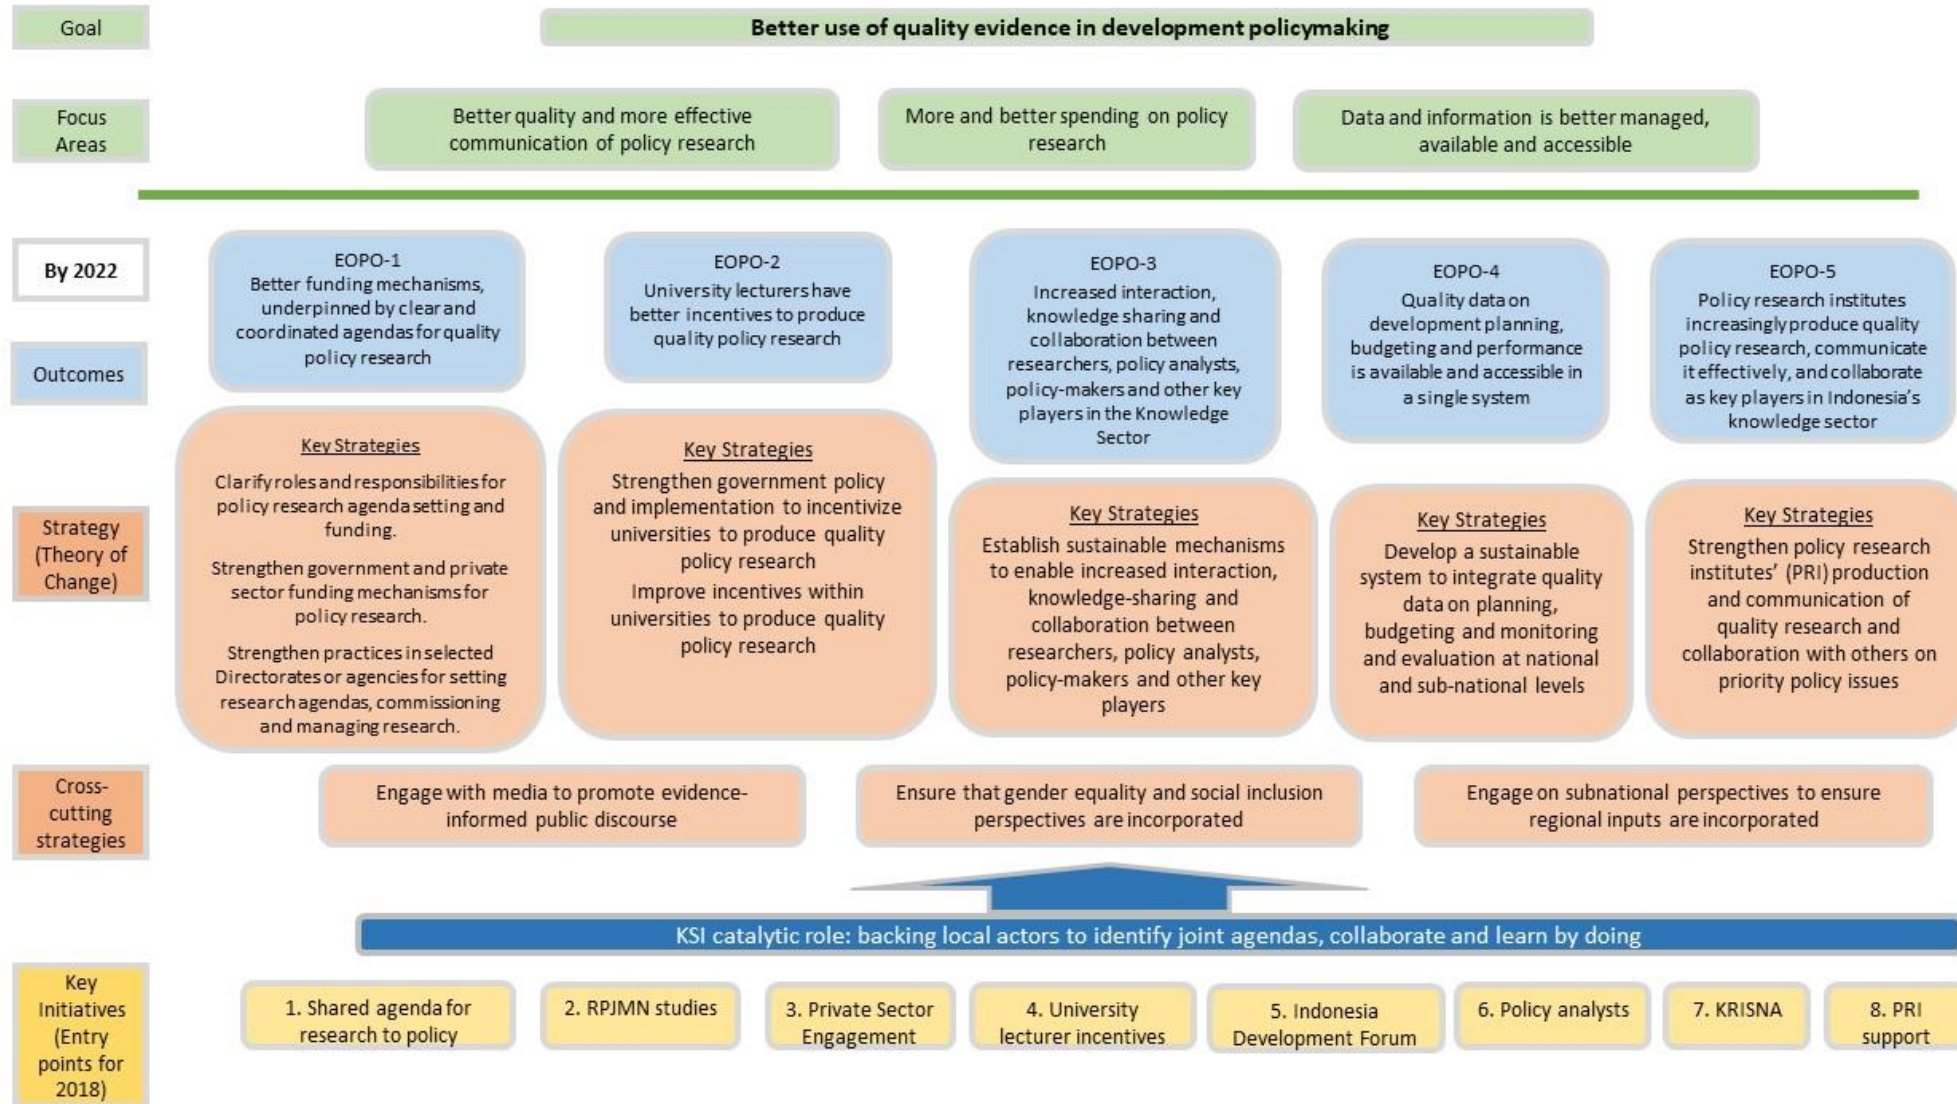 Goal
Better use of quality evidence in development policymaking
Focus
Areas
Better quality and more effective
communication of policy research
More and better spending on policy
research
Data and information is better managed,
available and accessible
By 2022
Outcomes
EOPO-1
Better funding mechanisms,
underpinned by clear and
coordinated agendas for quality
policy research
EOPO-2
University lecturers have
better incentives to produce
quality policy research
EOPO-3
Increased interaction,
knowledge sharing and
collaboration between
researchers, policy analysts,
policy-makers and other key
players in the Knowledge
Sector
EOPO-4
Quality data on
development planning,
budgeting and performance
is available and accessible in
a single system
EOPO-5
Policy research institutes
increasingly produce quality
policy research, communicate
it effectively, and collaborate
as key players in Indonesia's
knowledge sector
Strategy
(Theory of
Change)
Key Strategies
Clarify roles and responsibilities for
policy research agenda setting and
funding.
Strengthen government and private
sector funding mechanisms for
policy research.
Strengthen practices in selected
Directorates or agencies for setting
research agendas, commissioning
and managing research.
Key Strategies
Strengthen government policy
and implementation to incentivize
universities to produce quality
policy research
Improve incentives within
universities to produce quality
policy research
Key Strategies
Establish sustainable mechanisms
to enable increased interaction,
knowledge-sharing and
collaboration between
researchers, policy analysts,
policy-makers and other key
players
Key Strategies
Develop a sustainable
system to integrate quality
data on planning,
budgeting and monitoring
and evaluation at national
and sub-national levels
Key Strategies
Strengthen policy research
institutes' (PRI) production
and communication of
quality research and
collaboration with others on
priority policy issues
Cross-
cutting
strategies
Engage with media to promote evidence-
informed public discourse
Ensure that gender equality and social inclusion
perspectives are incorporated
Engage on subnational perspectives to ensure
regional inputs are incorporated
KSI catalytic role: backing local actors to identify joint agendas, collaborate and learn by doing
Key
Initiatives
(Entry
points for
2018)
1. Shared agenda for
research to policy
2. RPJMN studies
3. Private Sector
Engagement
4. University
lecturer incentives
5. Indonesia
Development Forum
6. Policy analysts
7. KRISNA
8. PRI
support